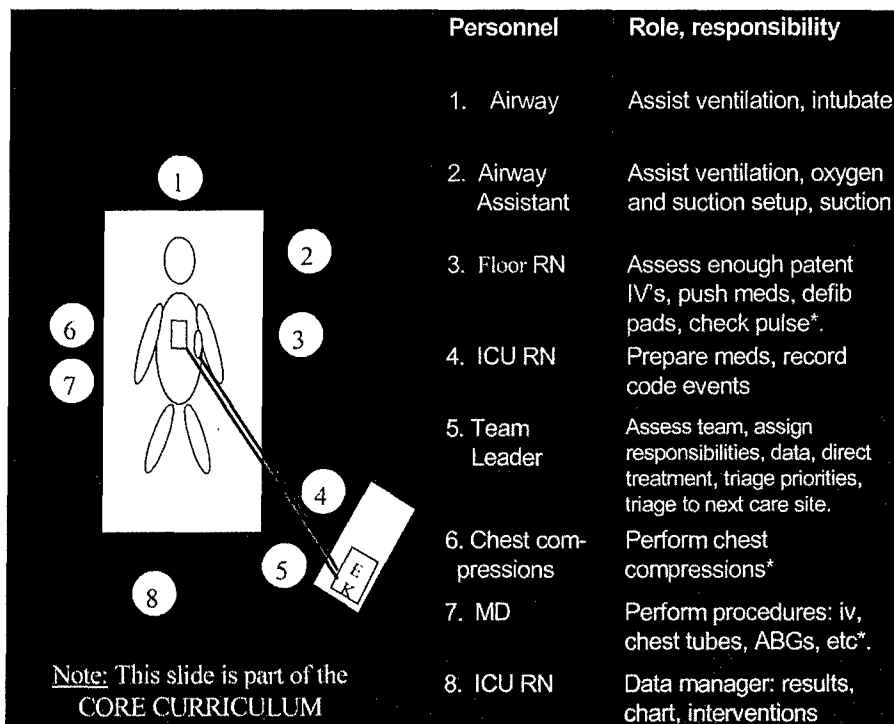 Personnel Role, responsibility
1. Airway Assist ventilation, intubate
2. Airway Assist ventilation, oxygen
Assistant and suction setup, suction
3. Floor RN Assess enough patent
IV's, push meds, defib
pads, check pulse*.
4. ICU RN Prepare meds, record
code events
5. Team Assess team, assign
Leader responsibilities, data, direct
treatment, triage priorities,
triage to next care site.
6. Chest com- Perform chest
pressions compressions*
7. MD Perform procedures: iv,
chest tubes, ABGs, etc*.
8. ICU RN Data manager: results,
chart, interventions
1
2
6
3
7
4
5
E
K
8
Note: This slide is part of the
CORE CURRICULUM